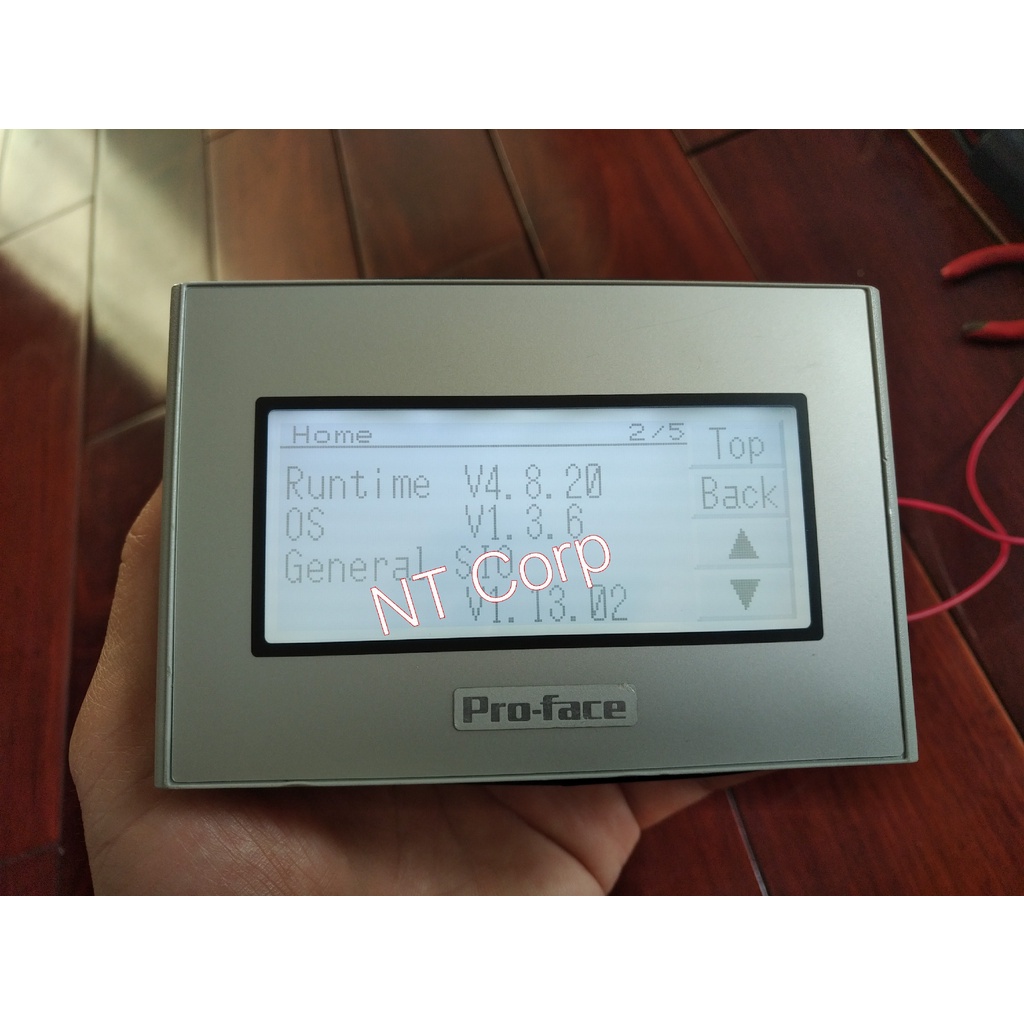 Home 2/5 Top
Runtime V4.8.20 Back
OS V1.3.6
General SIO
V1.13.02
NT Corp
Pro-face